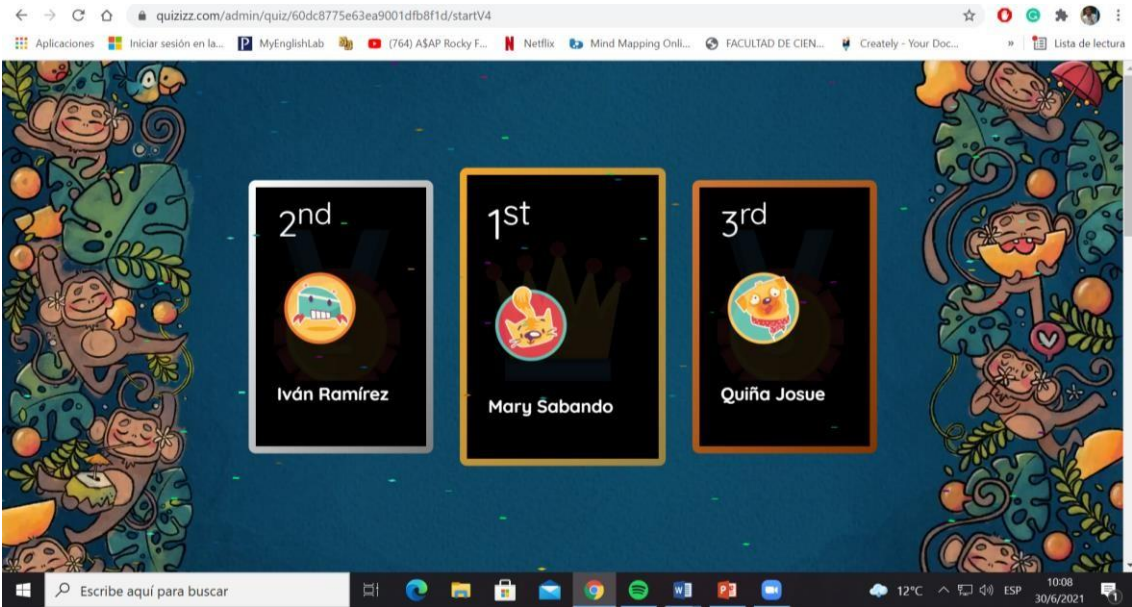 quizizz.com/admin/quiz/60dc8775e63ea9001dfb8f1d/startV4
Aplicaciones Iniciar sesión en la... MyEnglishLab (764) A$AP Rocky F... Netflix Mind Mapping Onli... FACULTAD DE CIEN... Creately - Your Doc... » Lista de lectura
2nd 1st 3rd
Iván Ramírez Mary Sabando Quiña Josue
Escribe aquí para buscar 12°C ESP 10:08
30/6/2021 1